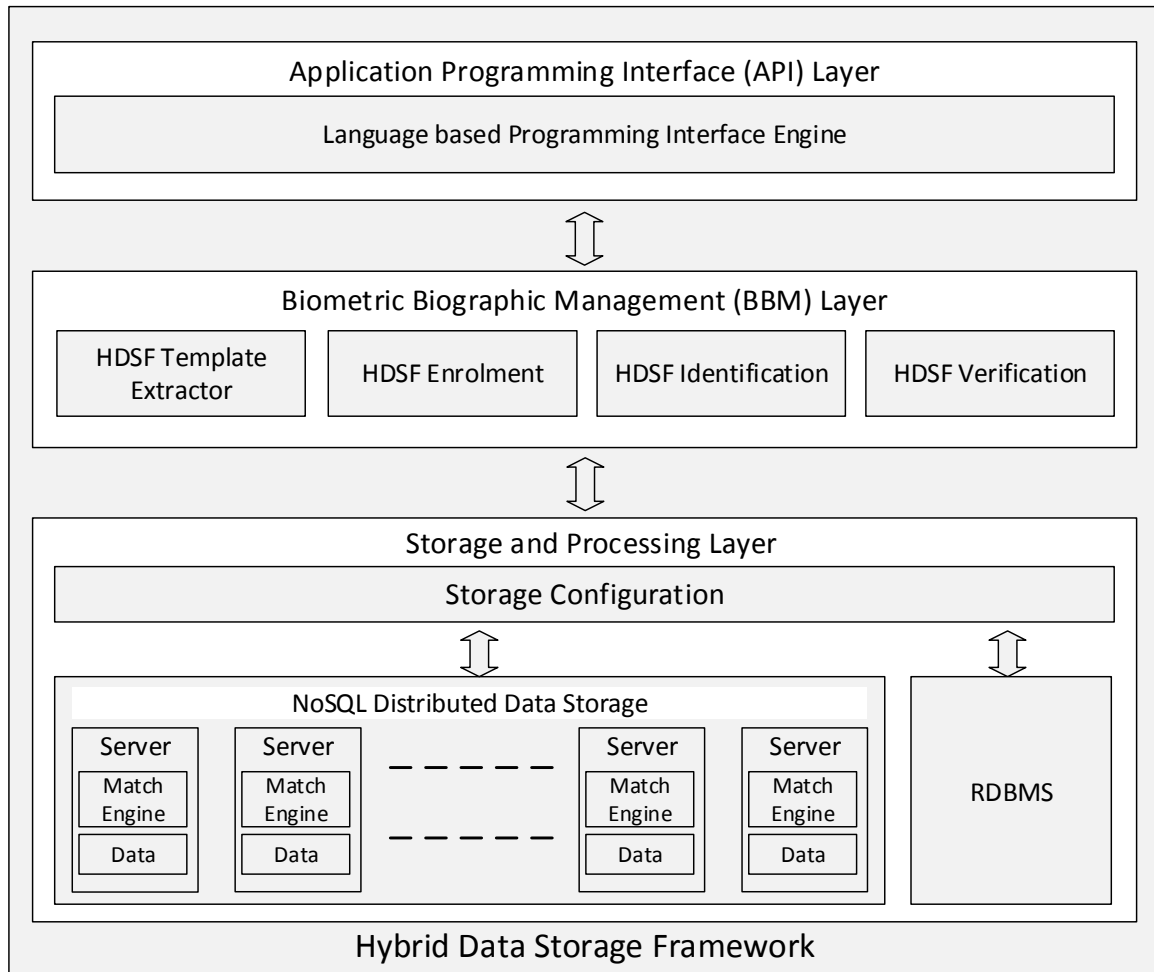 Application Programming Interface (API) Layer
Language based Programming Interface Engine
Biometric Biographic Management (BBM) Layer
HDSF Template
Extractor
HDSF Enrolment
HDSF Identification
HDSF Verification
Storage and Processing Layer
Storage Configuration
NoSQL Distributed Data Storage
Server
Match
Engine
Data
Server
Match
Engine
Data
Server
Match
Engine
Data
Server
Match
Engine
Data
RDBMS
Hybrid Data Storage Framework